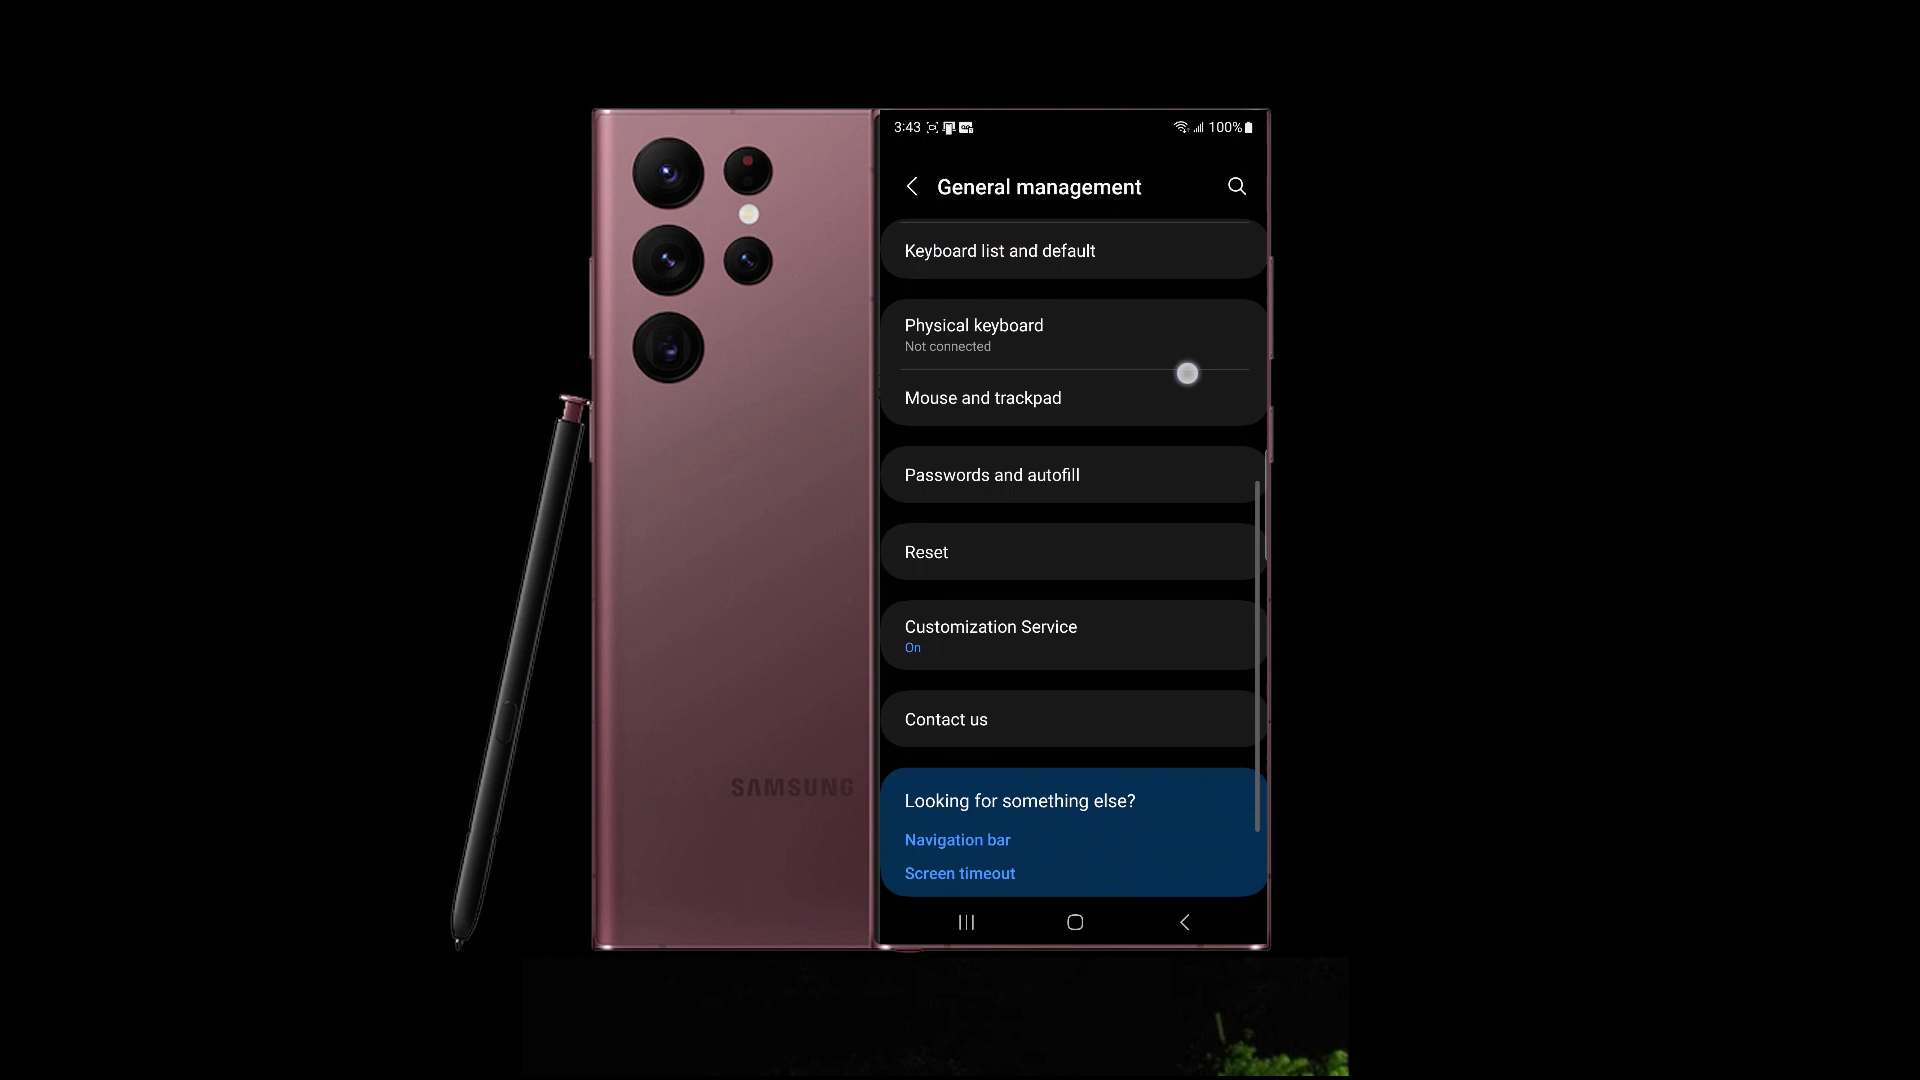 3:43
100%
General management
Keyboard list and default
Physical keyboard
Not connected
Mouse and trackpad
Passwords and autofill
Reset
Customization Service
On
Contact us
Looking for something else?
Navigation bar
Screen timeout
SAMSUNG